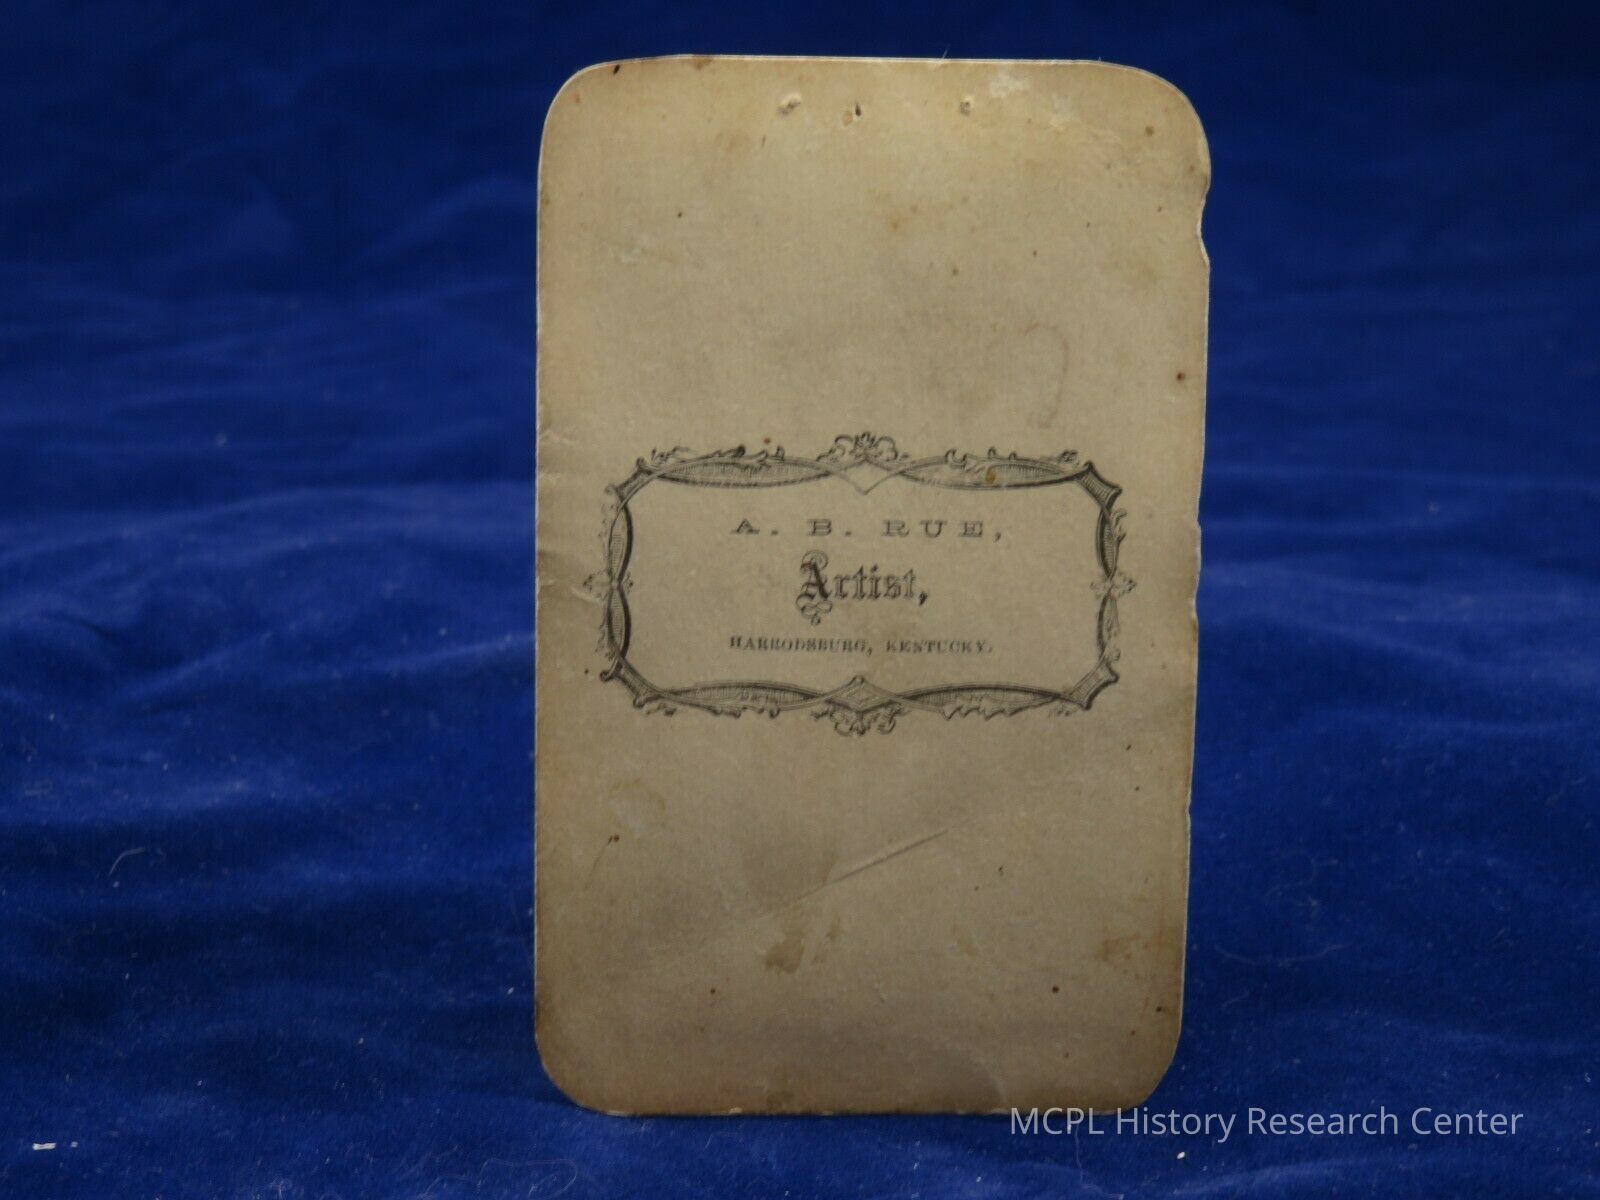 A. B. RUE,
Artist,
HARRODSBURG, KENTUCKY.
MCPL History Research Center